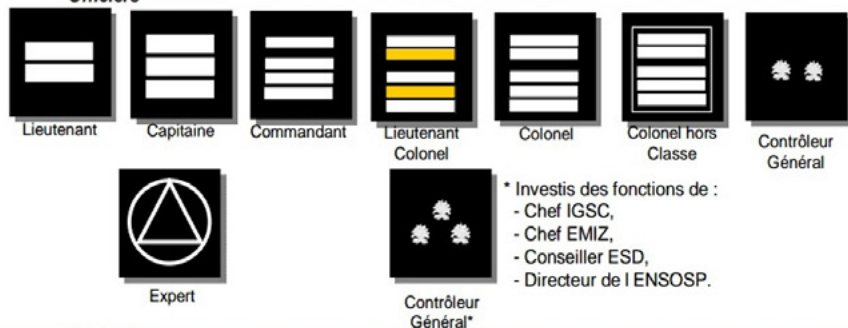 Officiers
Lieutenant
Capitaine
Commandant
Lieutenant
Colonel
Colonel
Colonel hors
Classe
Contrôleur
Général
Expert
Contrôleur
Général*
* Investis des fonctions de :
- Chef IGSC,
- Chef EMIZ,
- Conseiller ESD,
- Directeur de l ENSOSP.